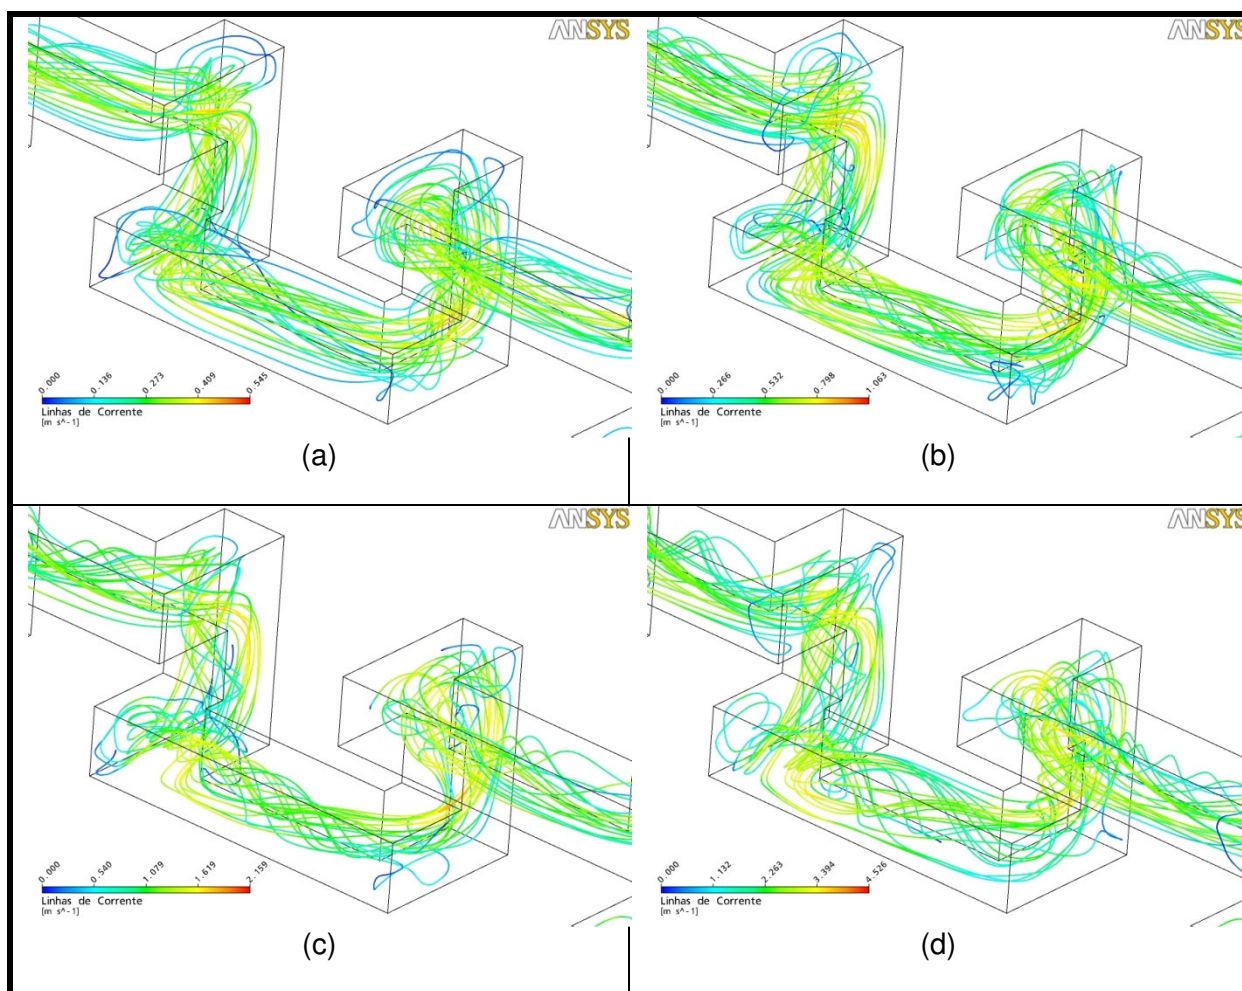 ANSYS
0.000 0.136 0.273 0.409 0.545
Linhas de Corrente
[m s^-1]
(a)
ANSYS
0.000 0.266 0.532 0.798 1.063
Linhas de Corrente
[m s^-1]
(b)
ANSYS
0.000 0.540 1.079 1.619 2.159
Linhas de Corrente
[m s^-1]
(c)
ANSYS
0.000 1.132 2.263 3.394 4.526
Linhas de Corrente
[m s^-1]
(d)